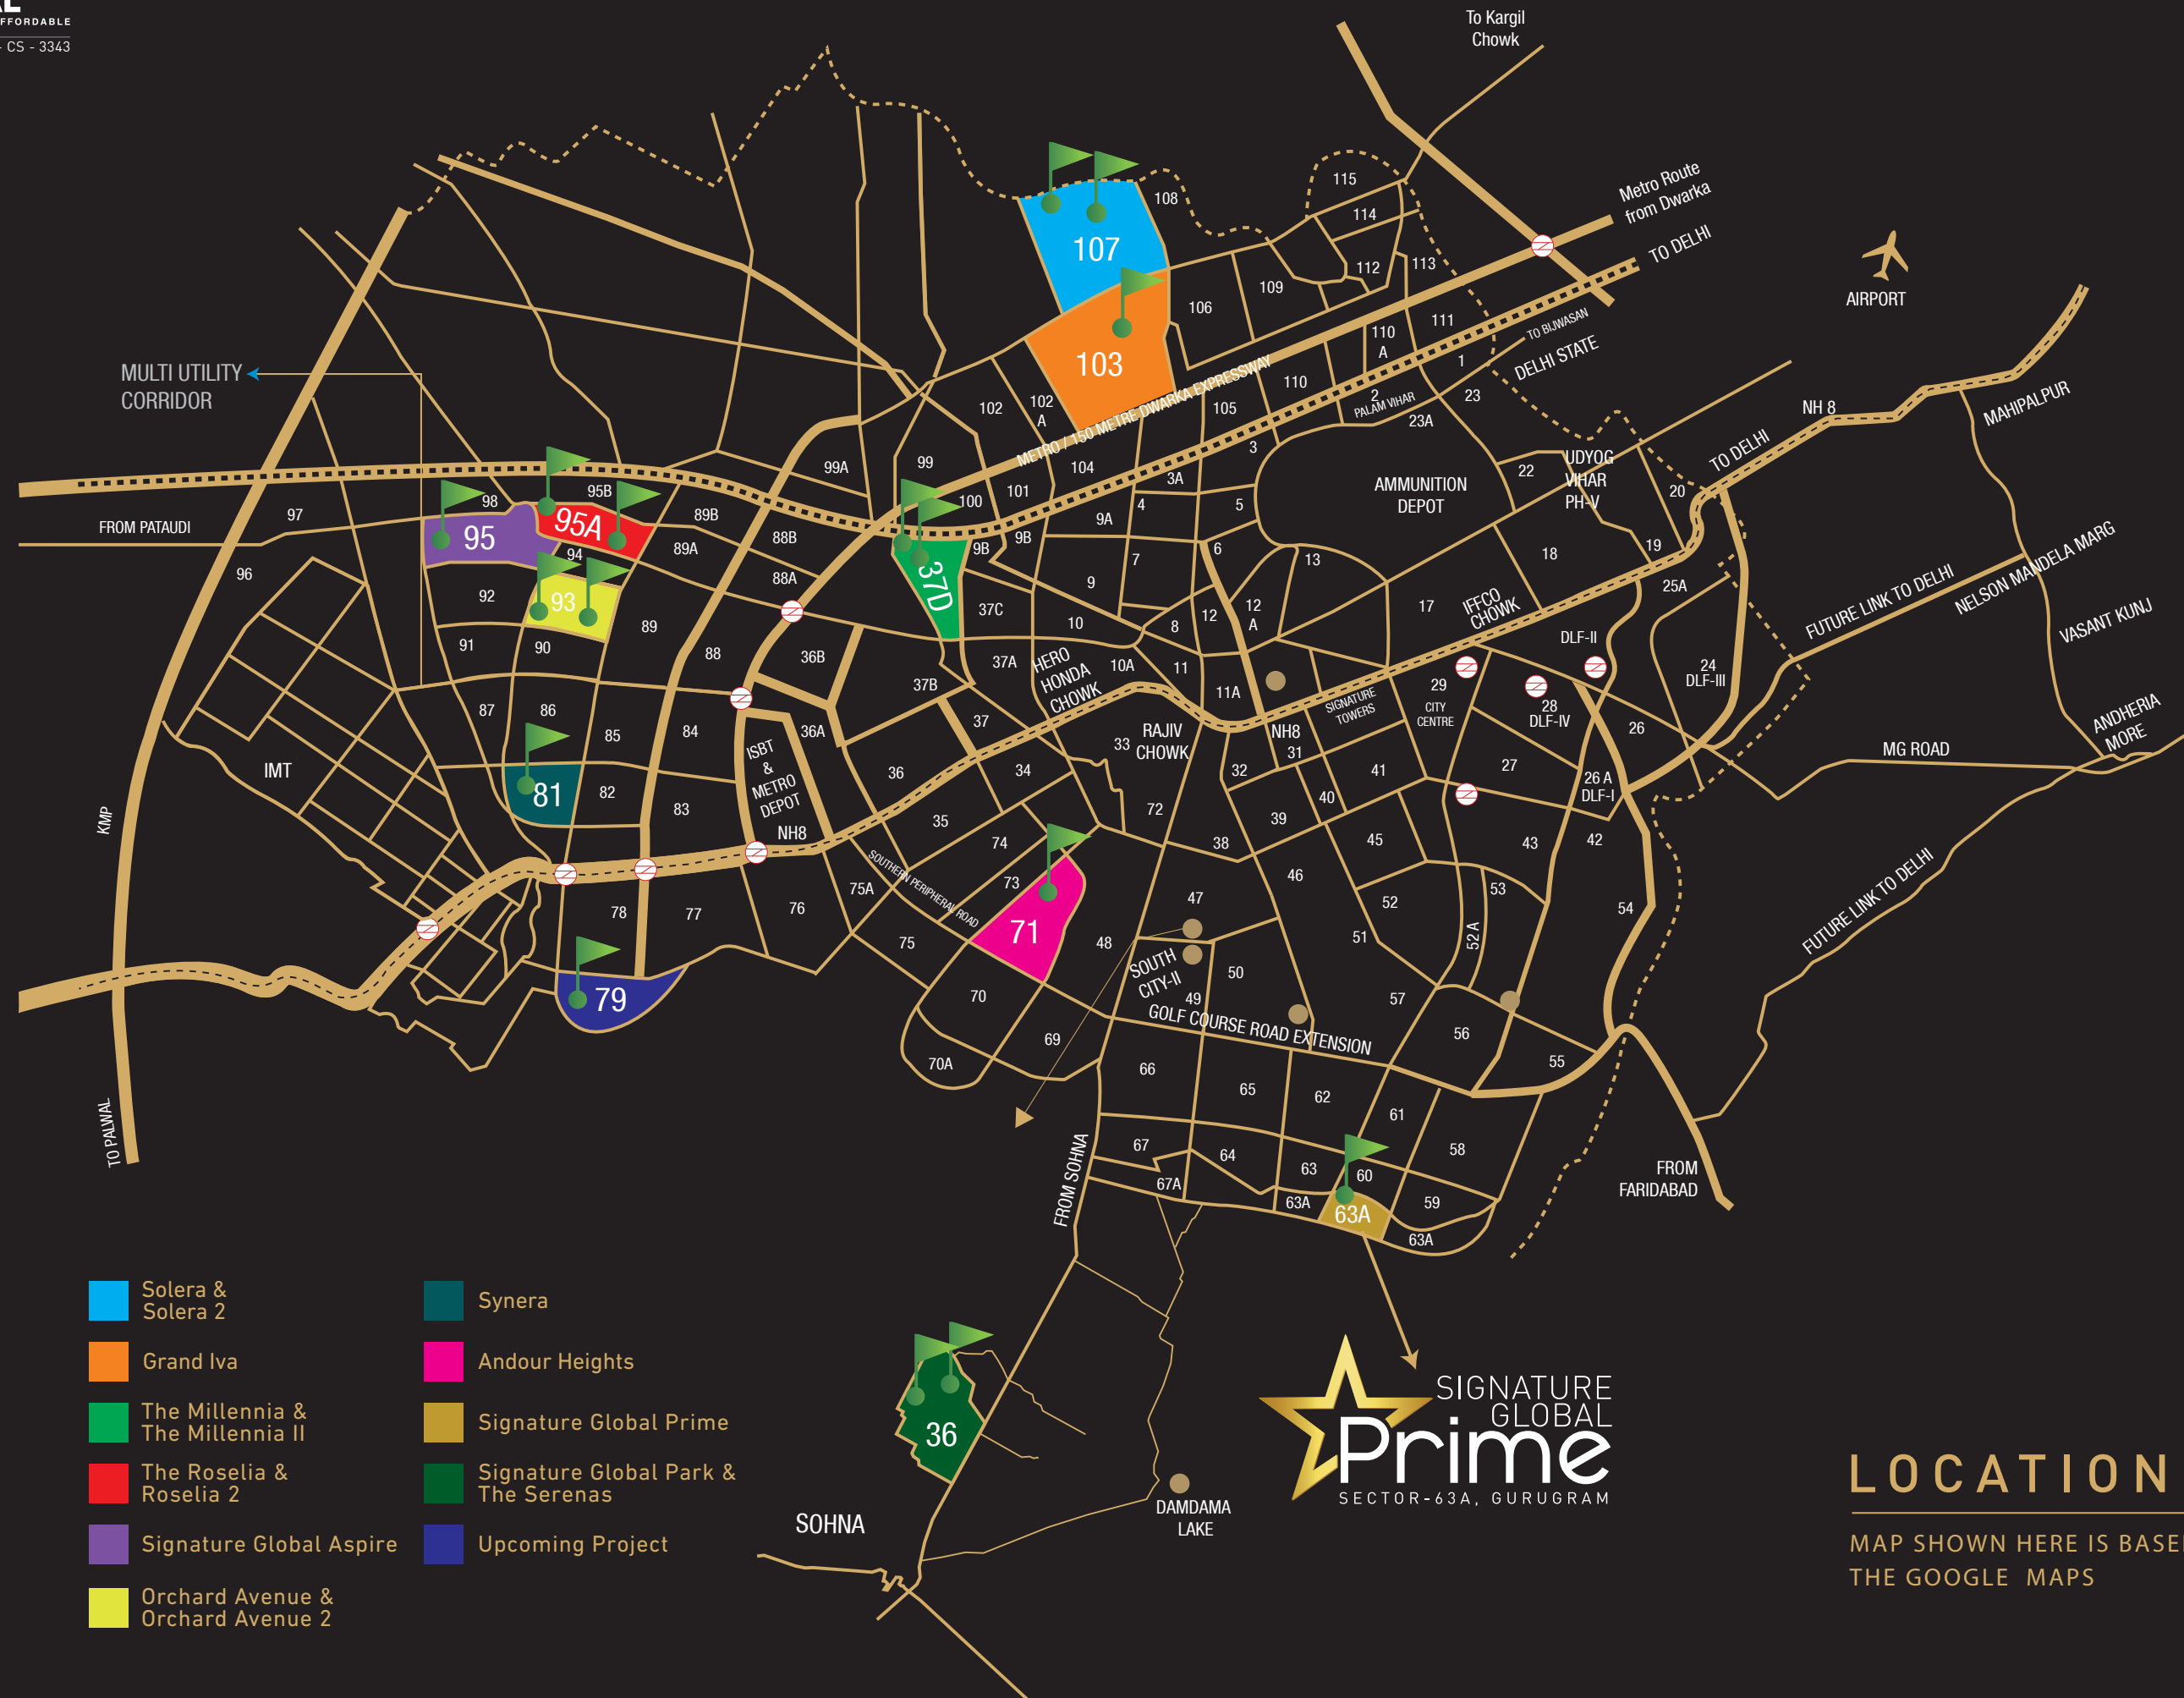 AFFORDABLE
- CS - 3343
To Kargil
Chowk
Metro Route
from Dwarka
TO DELHI
AIRPORT
115
114
108
107
112
113
109
106
111
110
A
103
TO BIJWASAN
DELHI STATE
1
MULTI UTILITY
CORRIDOR
METRO / 150 METRE DWARKA EXPRESSWAY
110
2
PALAM VIHAR
23
23A
102
102
A
105
NH 8
MAHIPALPUR
TO DELHI
3
99A
99
104
3A
101
100
AMMUNITION
DEPOT
22
UDYOG
VIHAR
PH-V
20
98
95B
97
FROM PATAUDI
95
95A
94
89B
89A
88B
88A
4
5
9A
9B
9B
6
7
13
18
19
25A
37D
9
96
92
93
89
91
90
88
36B
37C
10
8
12
12
A
17
IFFCO
CHOWK
FUTURE LINK TO DELHI
NELSON MANDELA MARG
VASANT KUNJ
DLF-II
24
DLF-III
37A
37B
HERO
HONDA
CHOWK
10A
11
11A
29
CITY
CENTRE
SIGNATURE
TOWERS
28
DLF-IV
26
87
86
85
84
36A
37
33
RAJIV
CHOWK
NH8
31
ANDHERIA
MORE
MG ROAD
IMT
ISBT
&
METRO
DEPOT
36
34
32
41
27
26 A
DLF-I
81
82
83
NH8
35
72
40
39
KMP
74
38
45
43
42
SOUTHERN PERIPHERAL ROAD
75A
73
46
53
FUTURE LINK TO DELHI
78
77
76
71
47
52
54
75
48
51
52A
SOUTH
CITY-II
49
50
79
70
57
GOLF COURSE ROAD EXTENSION
69
56
70A
66
65
62
55
61
TO PALWAL
67
64
63
60
58
FROM SOHNA
67A
63A
63A
59
63A
FROM
FARIDABAD
Solera &
Solera 2
Grand Iva
The Millennia &
The Millennia II
The Roselia &
Roselia 2
Signature Global Aspire
Orchard Avenue &
Orchard Avenue 2
Synera
Andour Heights
Signature Global Prime
Signature Global Park &
The Serenas
Upcoming Project
36
SOHNA
DAMDAMA
LAKE
SIGNATURE
GLOBAL
Prime
SECTOR-63A, GURUGRAM
LOCATION
MAP SHOWN HERE IS BASE
THE GOOGLE MAPS